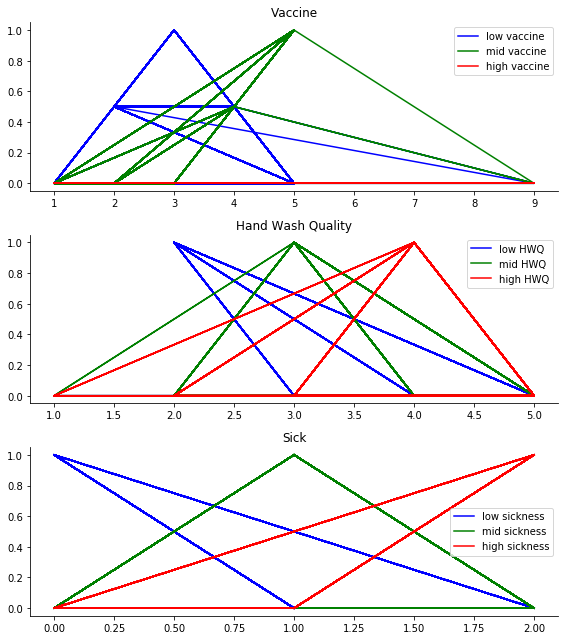 Vaccine
1.0
0.8
0.6
0.4
0.2
0.0
1 2 3 4 5 6 7 8 9
low vaccine
mid vaccine
high vaccine
Hand Wash Quality
1.0
0.8
0.6
0.4
0.2
0.0
1.0 1.5 2.0 2.5 3.0 3.5 4.0 4.5 5.0
low HWQ
mid HWQ
high HWQ
Sick
1.0
0.8
0.6
0.4
0.2
0.0
0.00 0.25 0.50 0.75 1.00 1.25 1.50 1.75 2.00
low sickness
mid sickness
high sickness